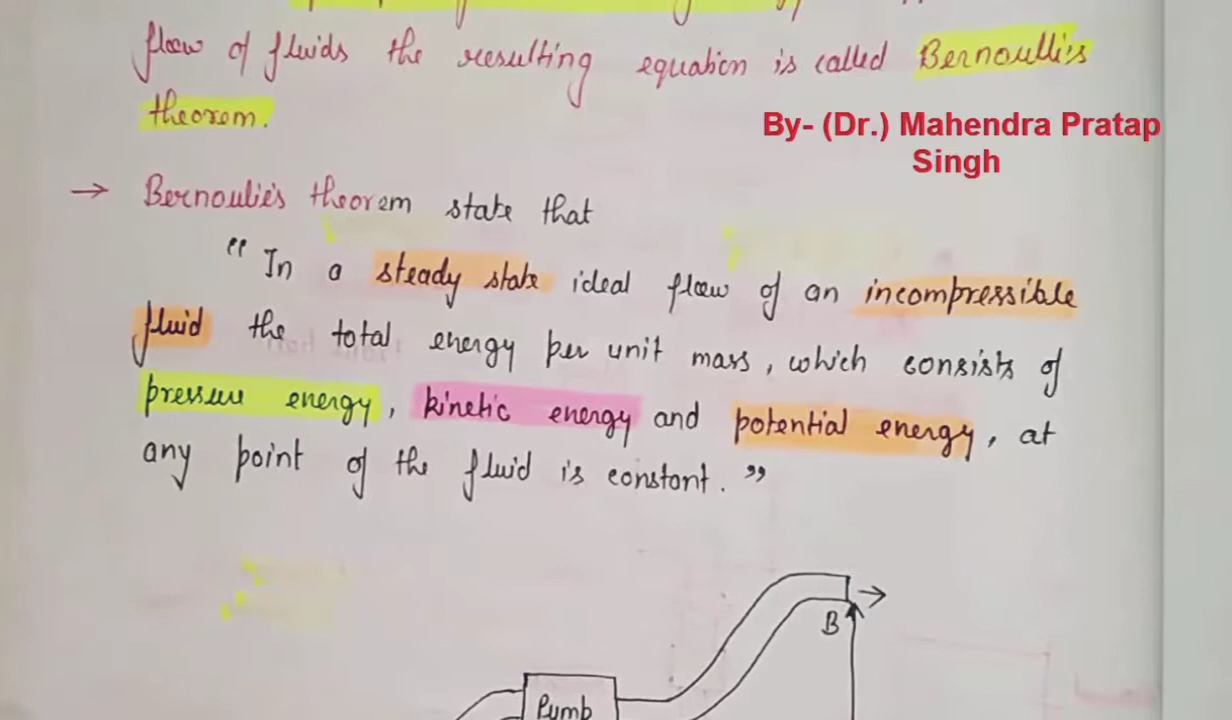 flow of fluids the resulting equation is called Bernoulli's
theorem.
By- (Dr.) Mahendra Pratap
Singh
→ Bernoulie's theorem state that
“ In a steady state ideal flow of an incompressible
fluid the total energy per unit mass, which consists of
pressure energy, kinetic energy and potential energy, at
any point of the fluid is constant. ”
B
Pump